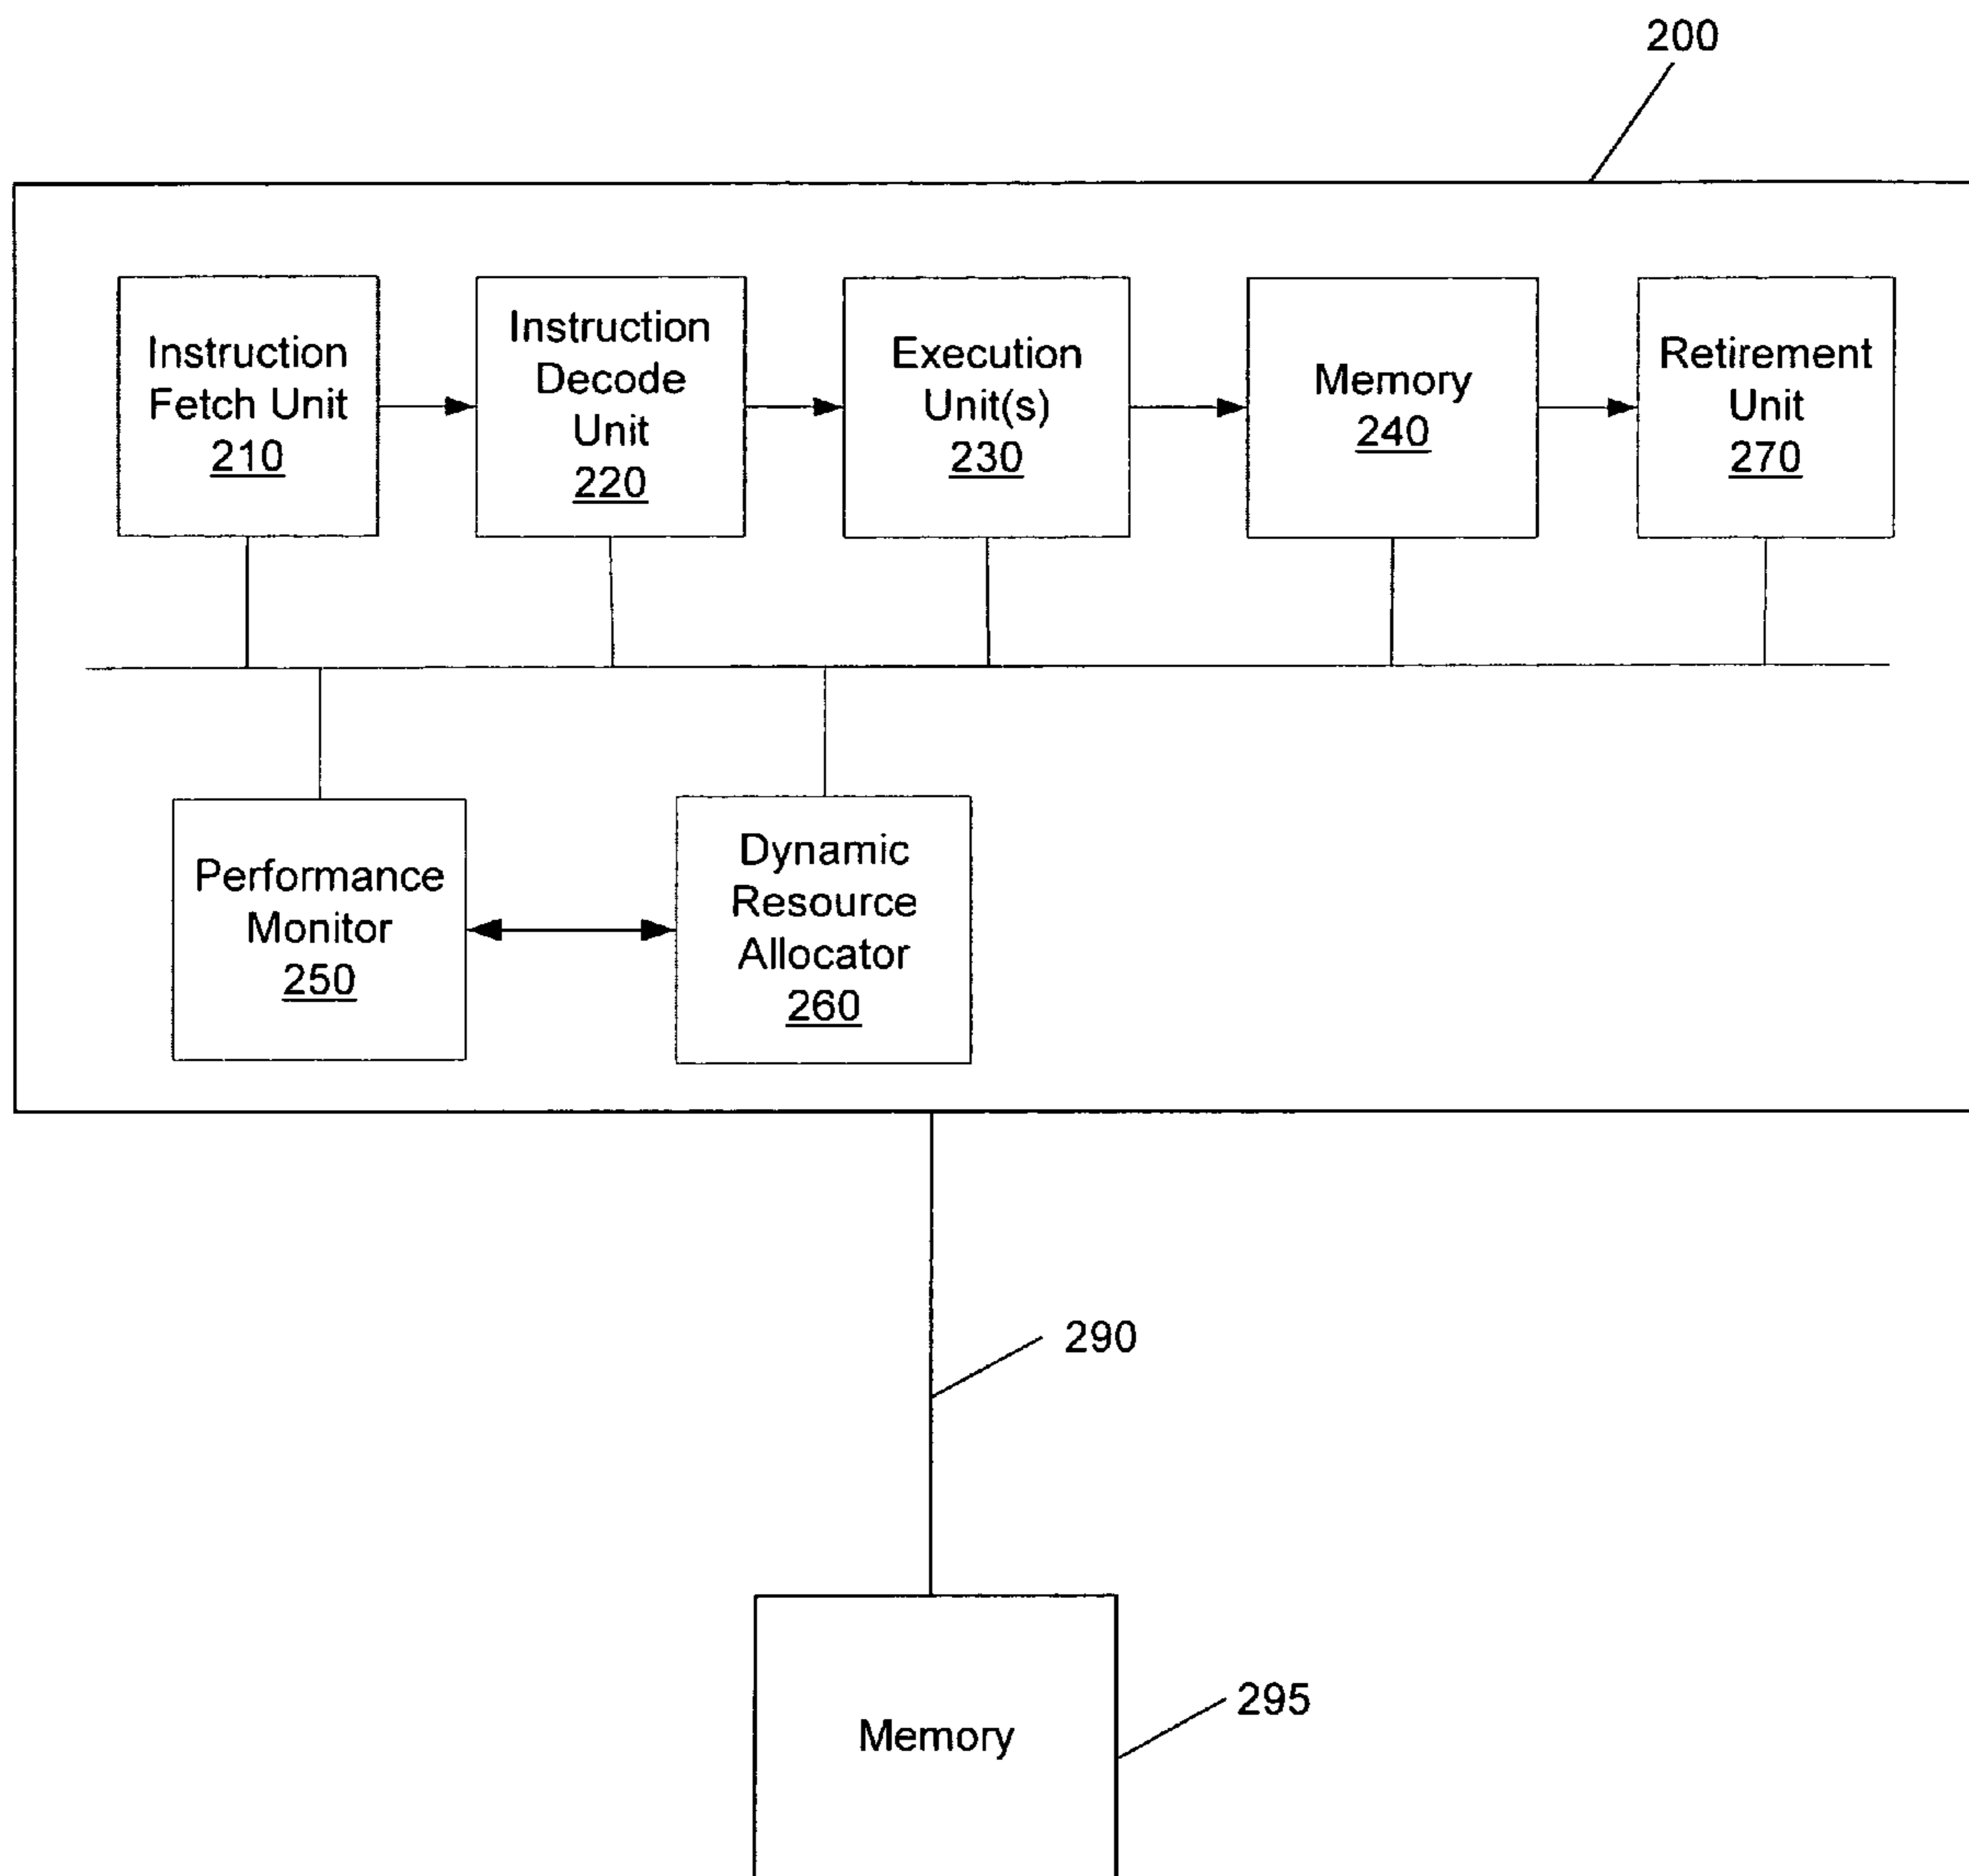 200
Instruction
Fetch Unit
210
Instruction
Decode
Unit
220
Execution
Unit(s)
230
Memory
240
Retirement
Unit
270
Performance
Monitor
250
Dynamic
Resource
Allocator
260
290
Memory
295